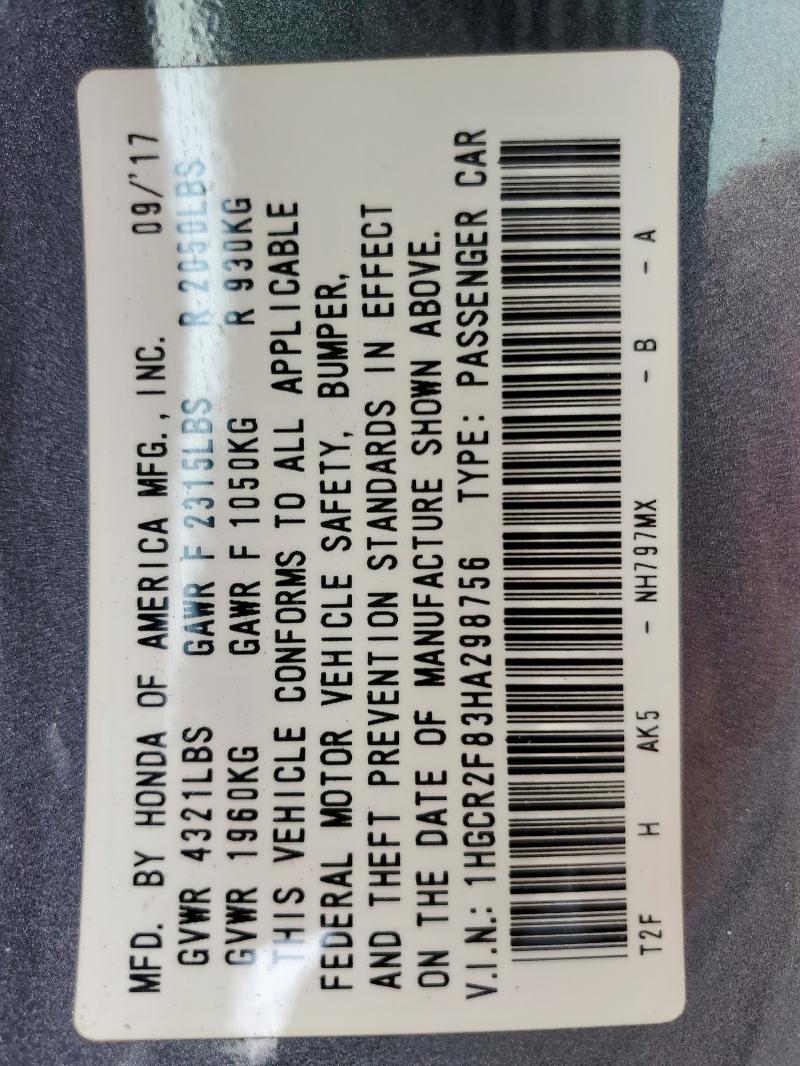 MFD. BY HONDA OF AMERICA MFG., INC. 09/'17
GVWR 4321LBS GAWR F 2315LBS R 2050LBS
GVWR 1960KG GAWR F 1050KG R 930KG
THIS VEHICLE CONFORMS TO ALL APPLICABLE
FEDERAL MOTOR VEHICLE SAFETY, BUMPER,
AND THEFT PREVENTION STANDARDS IN EFFECT
ON THE DATE OF MANUFACTURE SHOWN ABOVE.
V.I.N.: 1HGCR2F83HA298756 TYPE: PASSENGER CAR
T2F H AK5 - NH797MX - B - A